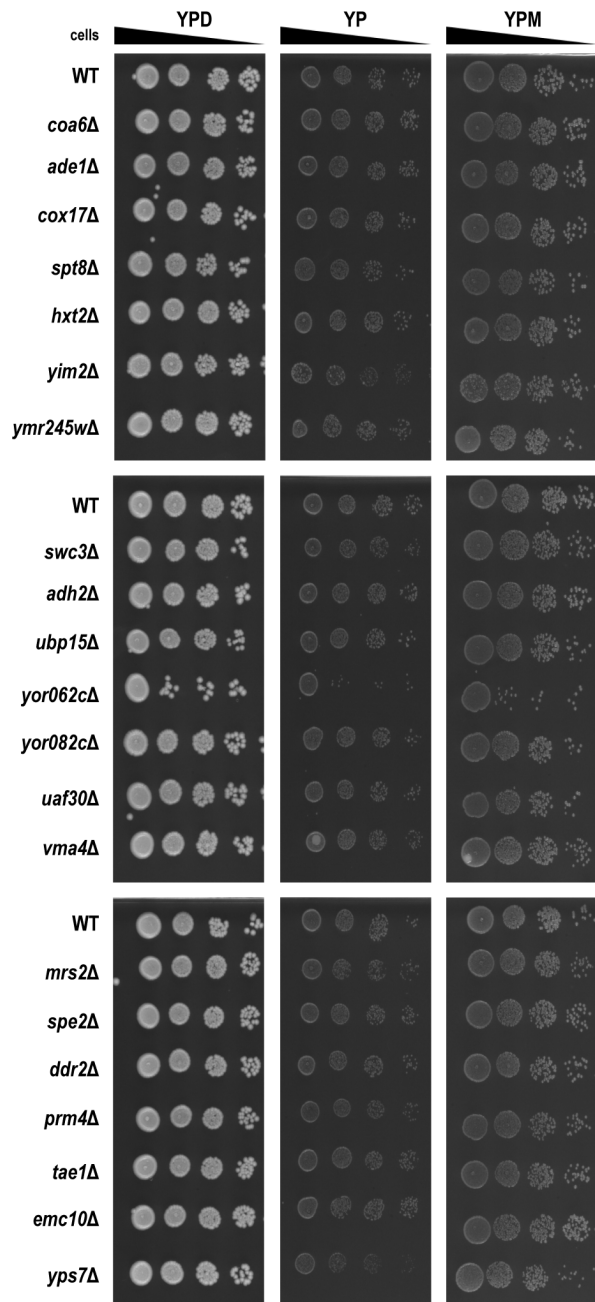 YPD YP YPM
cells
WT
coa6Δ
ade1Δ
cox17Δ
spt8Δ
hxt2Δ
yim2Δ
ymr245wΔ
WT
swc3Δ
adh2Δ
ubp15Δ
yor062cΔ
yor082cΔ
uaf30Δ
vma4Δ
WT
mrs2Δ
spe2Δ
ddr2Δ
prm4Δ
tae1Δ
emc10Δ
yps7Δ